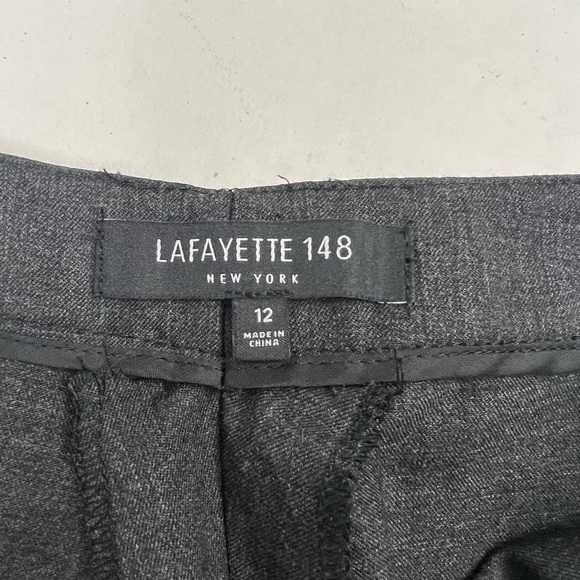 LAFAYETTE 148
NEW YORK
12
MADE IN
CHINA